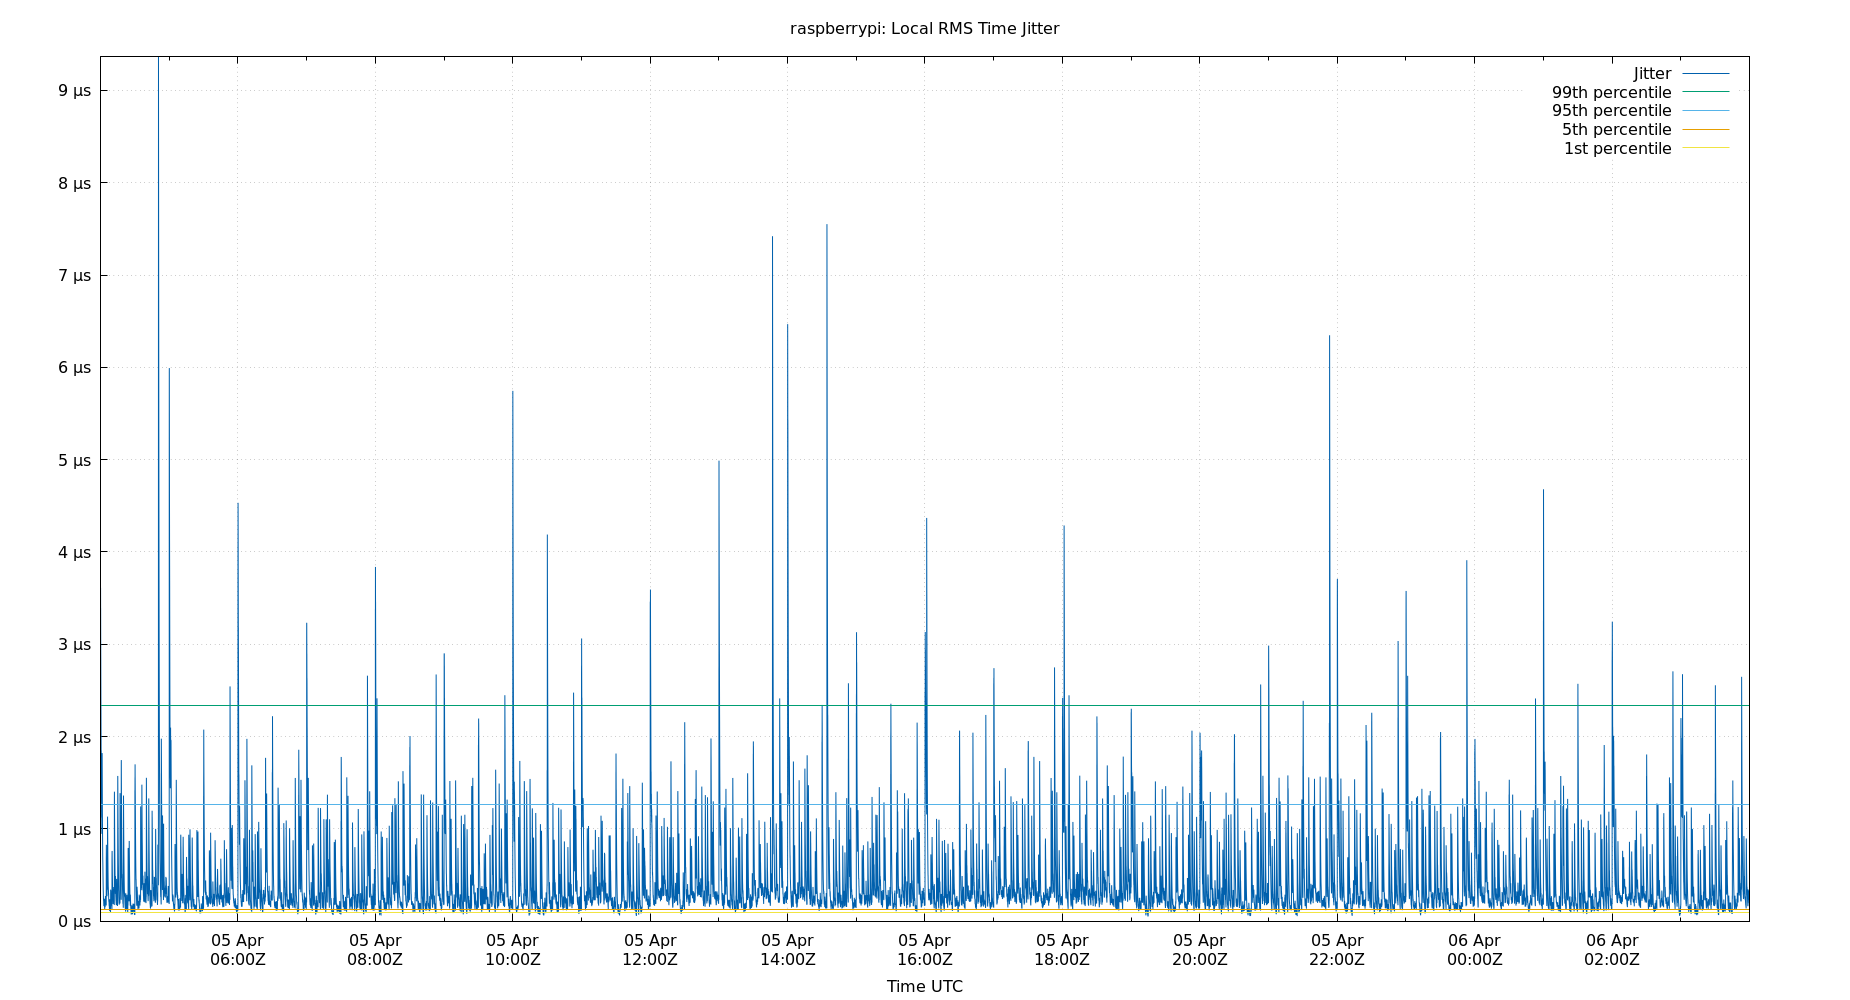 raspberrypi: Local RMS Time Jitter
Jitter
99th percentile
95th percentile
5th percentile
1st percentile
9 µs
8 µs
7 µs
6 µs
5 µs
4 µs
3 µs
2 µs
1 µs
0 µs
05 Apr 05 Apr 05 Apr 05 Apr 05 Apr 05 Apr 05 Apr 05 Apr 05 Apr 06 Apr 06 Apr
06:00Z 08:00Z 10:00Z 12:00Z 14:00Z 16:00Z 18:00Z 20:00Z 22:00Z 00:00Z 02:00Z
Time UTC